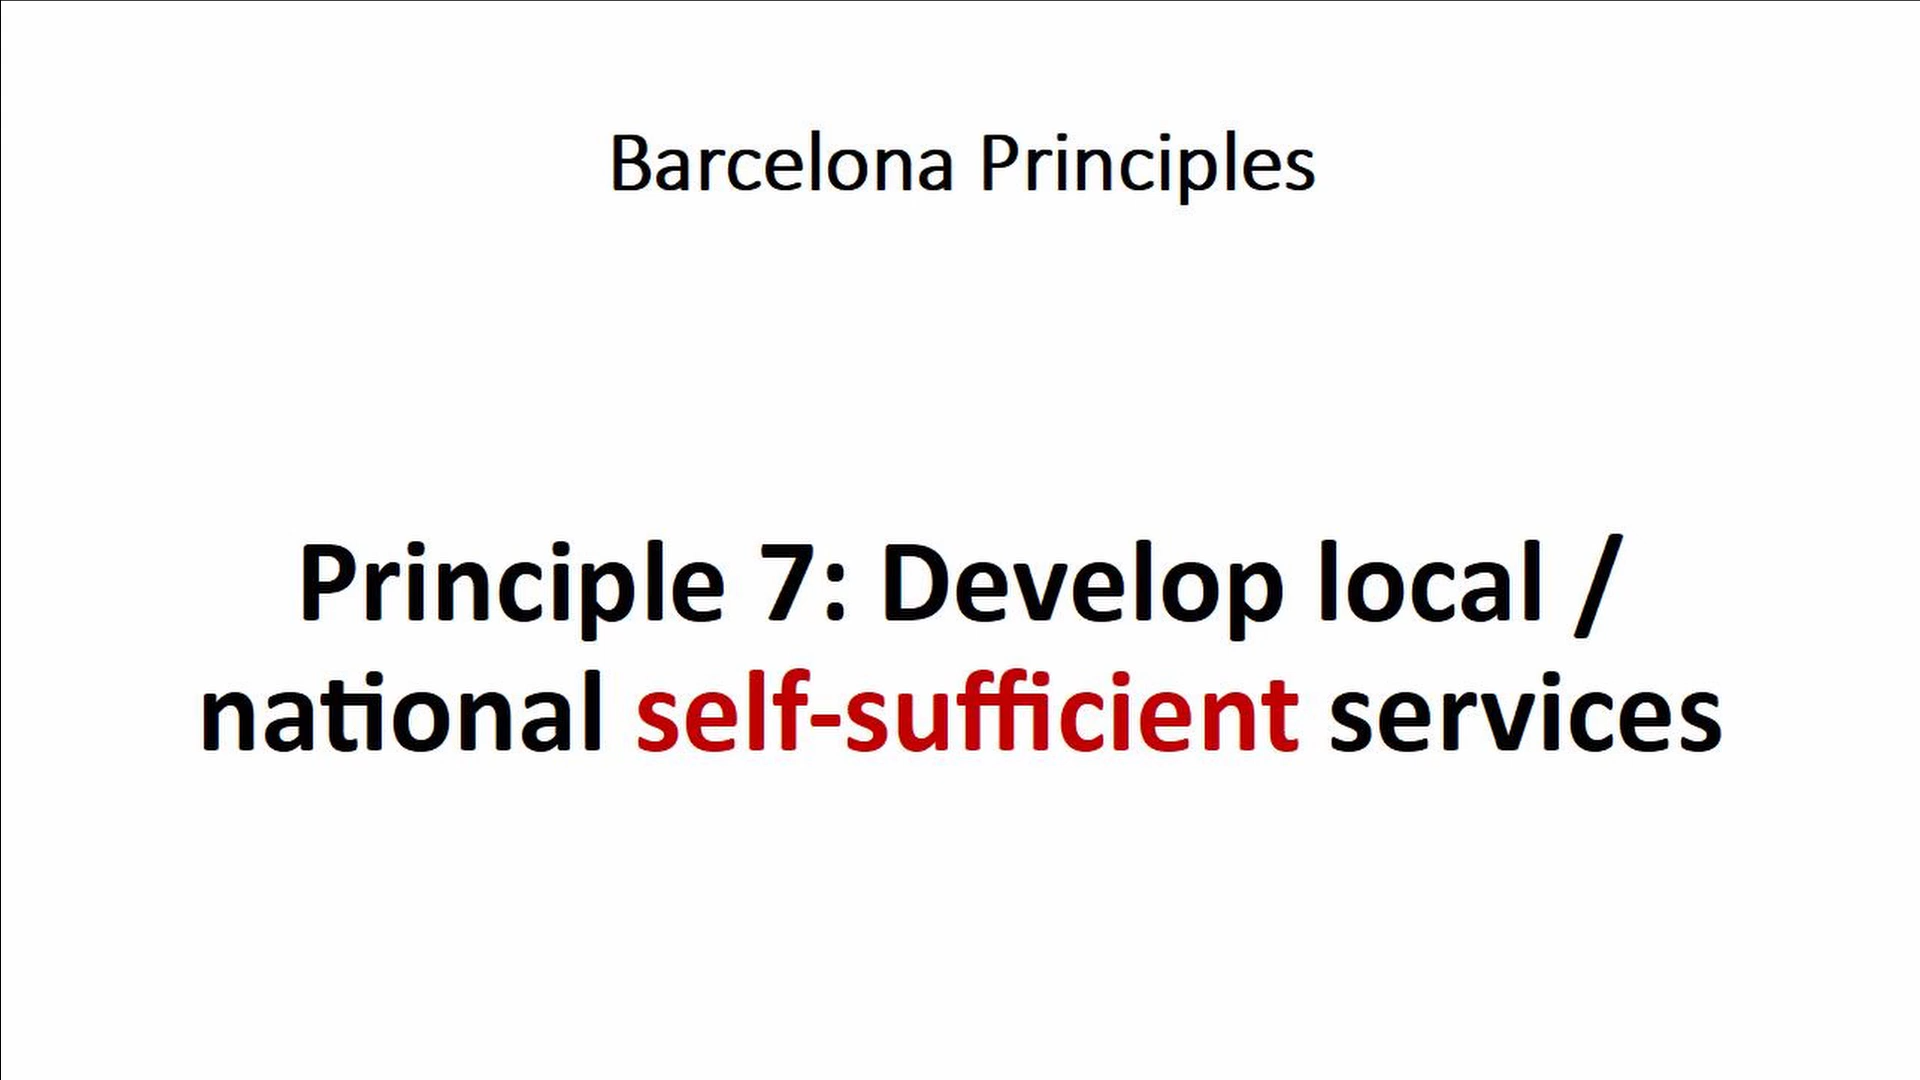 Barcelona Principles
Principle 7: Develop local /
national self-sufficient services